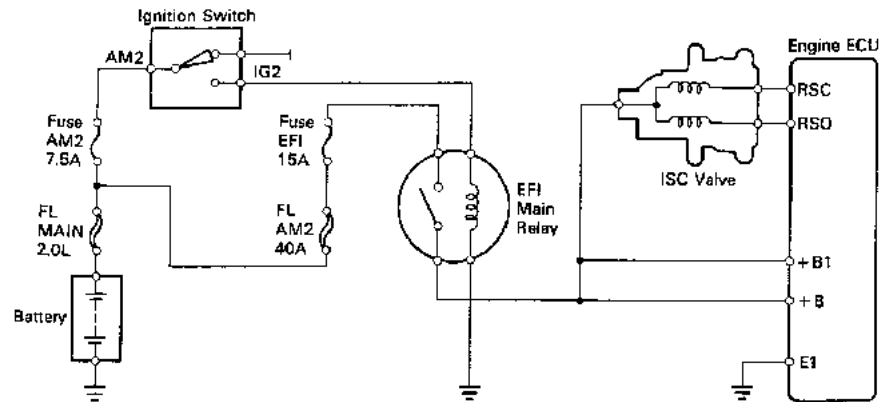 Ignition Switch
AM2
IG2
Fuse
AM2
7.5A
Fuse
EFI
15A
FL
MAIN
2.0L
FL
AM2
40A
Battery
EFI
Main
Relay
ISC Valve
Engine ECU
RSC
RSO
+B1
+B
E1